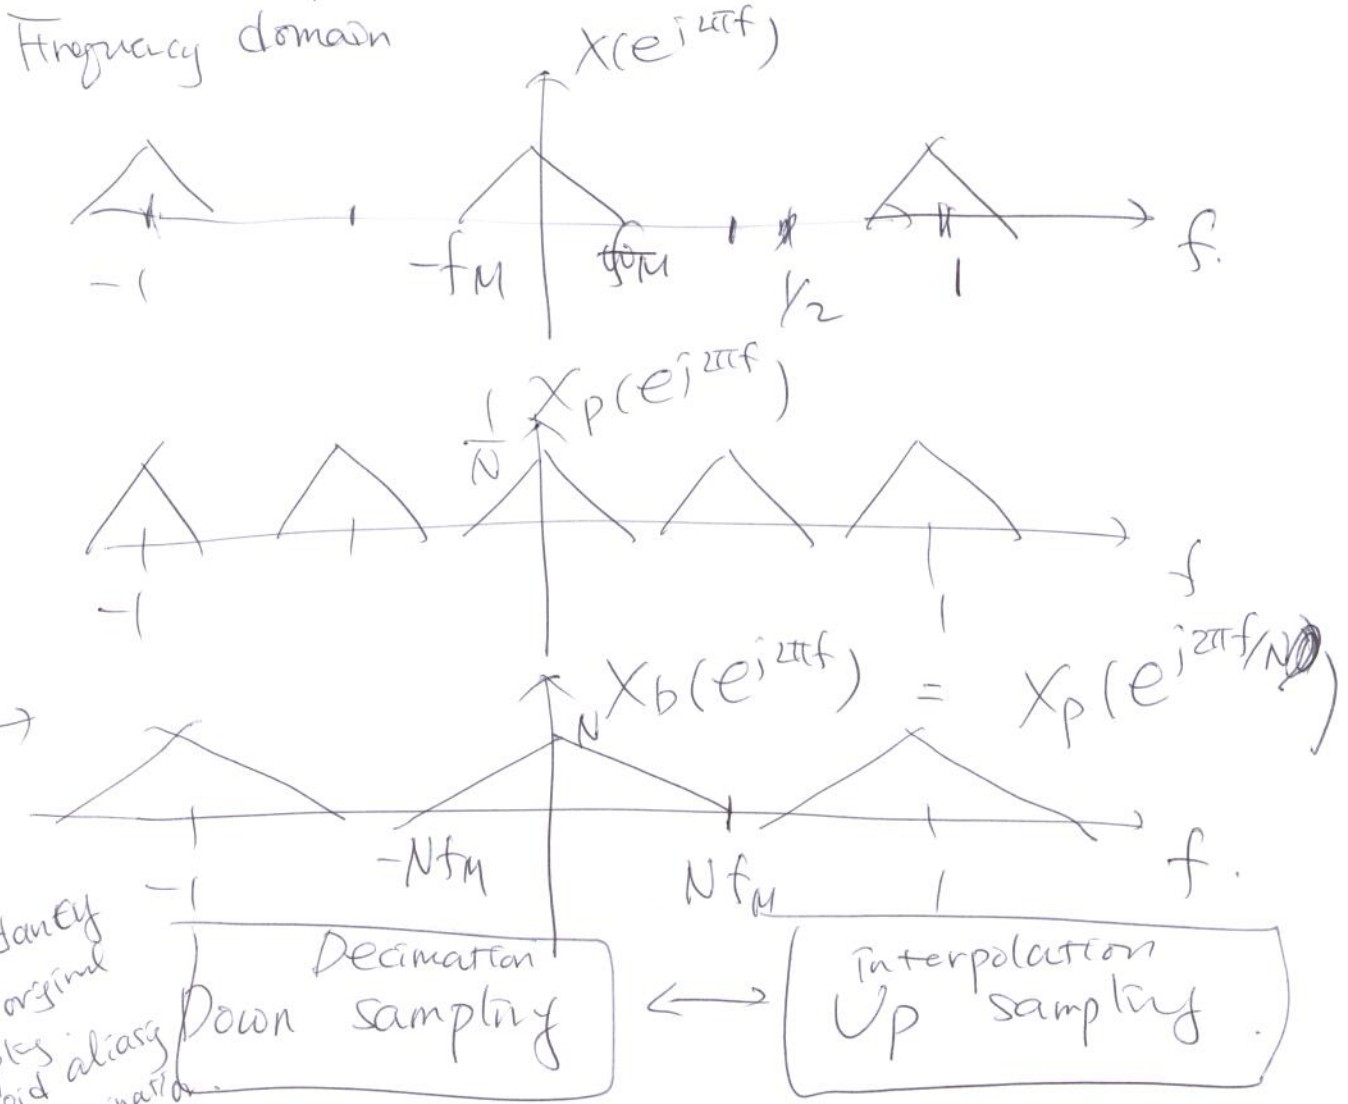 Frequency domain
X(e^{j2πf})
-1 -f_M f_M 1/2 1 f.
1/N X_p(e^{j2πf})
-1 1 f
X_b(e^{j2πf}) = X_p(e^{j2πf/N})
N
-1 -Nf_M Nf_M 1 f.
Decimation
Down sampling
↔
interpolation
Up sampling.